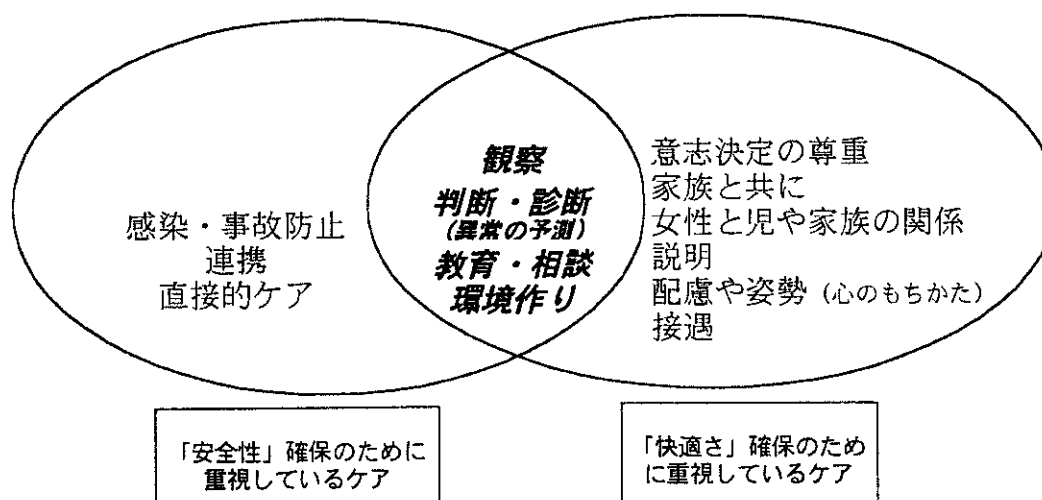 感染・事故防止
連携
直接的ケア
観察
判断・診断
(異常の予測)
教育・相談
環境作り
意志決定の尊重
家族と共に
女性と児や家族の関係
説明
配慮や姿勢(心のもちかた)
接遇
「安全性」確保のために
重視しているケア
「快適さ」確保のため
に重視しているケア